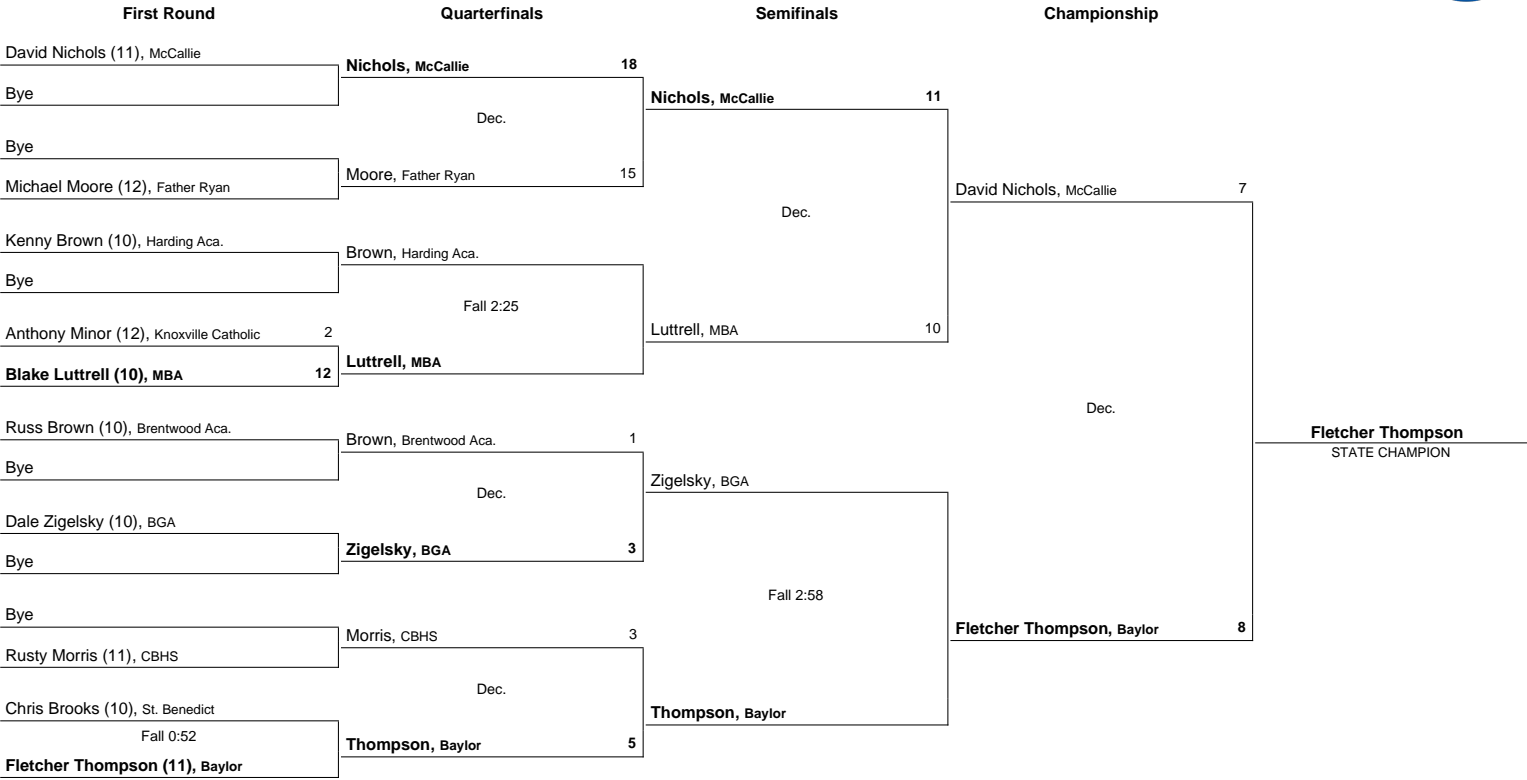 First Round
Quarterfinals
Semifinals
Championship
David Nichols (11), McCallie
Bye
Bye
Michael Moore (12), Father Ryan
Kenny Brown (10), Harding Aca.
Bye
Anthony Minor (12), Knoxville Catholic 2
Blake Luttrell (10), MBA 12
Russ Brown (10), Brentwood Aca.
Bye
Dale Zigelsky (10), BGA
Bye
Bye
Rusty Morris (11), CBHS
Chris Brooks (10), St. Benedict
Fall 0:52
Fletcher Thompson (11), Baylor
Nichols, McCallie 18
Dec.
Moore, Father Ryan 15
Brown, Harding Aca.
Fall 2:25
Luttrell, MBA
Brown, Brentwood Aca. 1
Dec.
Zigelsky, BGA 3
Morris, CBHS 3
Dec.
Thompson, Baylor 5
Nichols, McCallie 11
Dec.
Luttrell, MBA 10
Zigelsky, BGA
Fall 2:58
Thompson, Baylor
David Nichols, McCallie 7
Dec.
Fletcher Thompson, Baylor 8
Fletcher Thompson
STATE CHAMPION